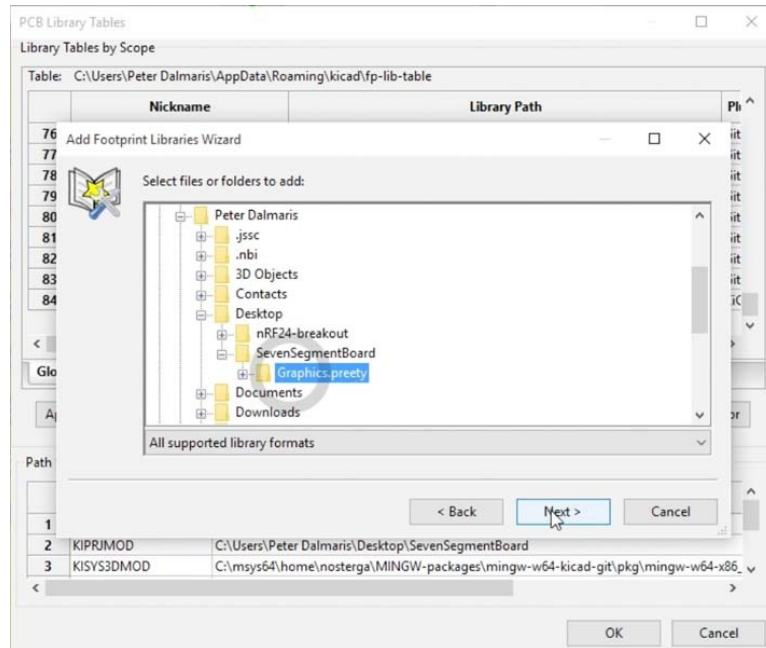 PCB Library Tables
Library Tables by Scope
Table: C:\Users\Peter Dalmaris\AppData\Roaming\kicad\fp-lib-table
Nickname Library Path
76
Add Footprint Libraries Wizard
77
78
Select files or folders to add:
79
80 Peter Dalmaris
81 .jssc
82 .nbi
83 3D Objects
84 Contacts
Desktop
nRF24-breakout
SevenSegmentBoard
Graphics.preety
Documents
Downloads
All supported library formats
Path
< Back Next > Cancel
1
2 KIPRJMOD C:\Users\Peter Dalmaris\Desktop\SevenSegmentBoard
3 KISYS3DMOD C:\msys64\home\nosterga\MINGW-packages\mingw-w64-kicad-git\pkg\mingw-w64-x86_
OK Cancel